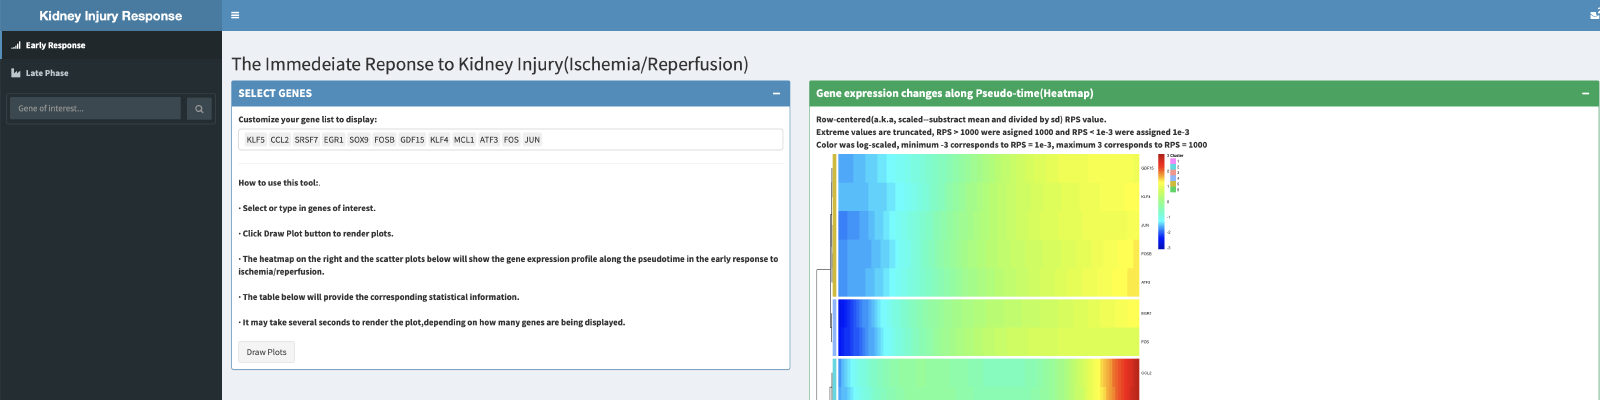 Kidney Injury Response
Early Response
Late Phase
Gene of interest...
The Immedeiate Reponse to Kidney Injury(Ischemia/Reperfusion)
SELECT GENES
Customize your gene list to display:
KLF5 CCL2 SRSF7 EGR1 SOX9 FOSB GDF15 KLF4 MCL1 ATF3 FOS JUN
How to use this tool:.
· Select or type in genes of interest.
· Click Draw Plot button to render plots.
· The heatmap on the right and the scatter plots below will show the gene expression profile along the pseudotime in the early response to
ischemia/reperfusion.
· The table below will provide the corresponding statistical information.
· It may take several seconds to render the plot,depending on how many genes are being displayed.
Draw Plots
Gene expression changes along Pseudo-time(Heatmap)
Row-centered(a.k.a, scaled--substract mean and divided by sd) RPS value.
Extreme values are truncated, RPS > 1000 were asigned 1000 and RPS < 1e-3 were assigned 1e-3
Color was log-scaled, minimum -3 corresponds to RPS = 1e-3, maximum 3 corresponds to RPS = 1000
GDF15
KLF4
JUN
FOSB
ATF3
EGR1
FOS
CCL2
Cluster